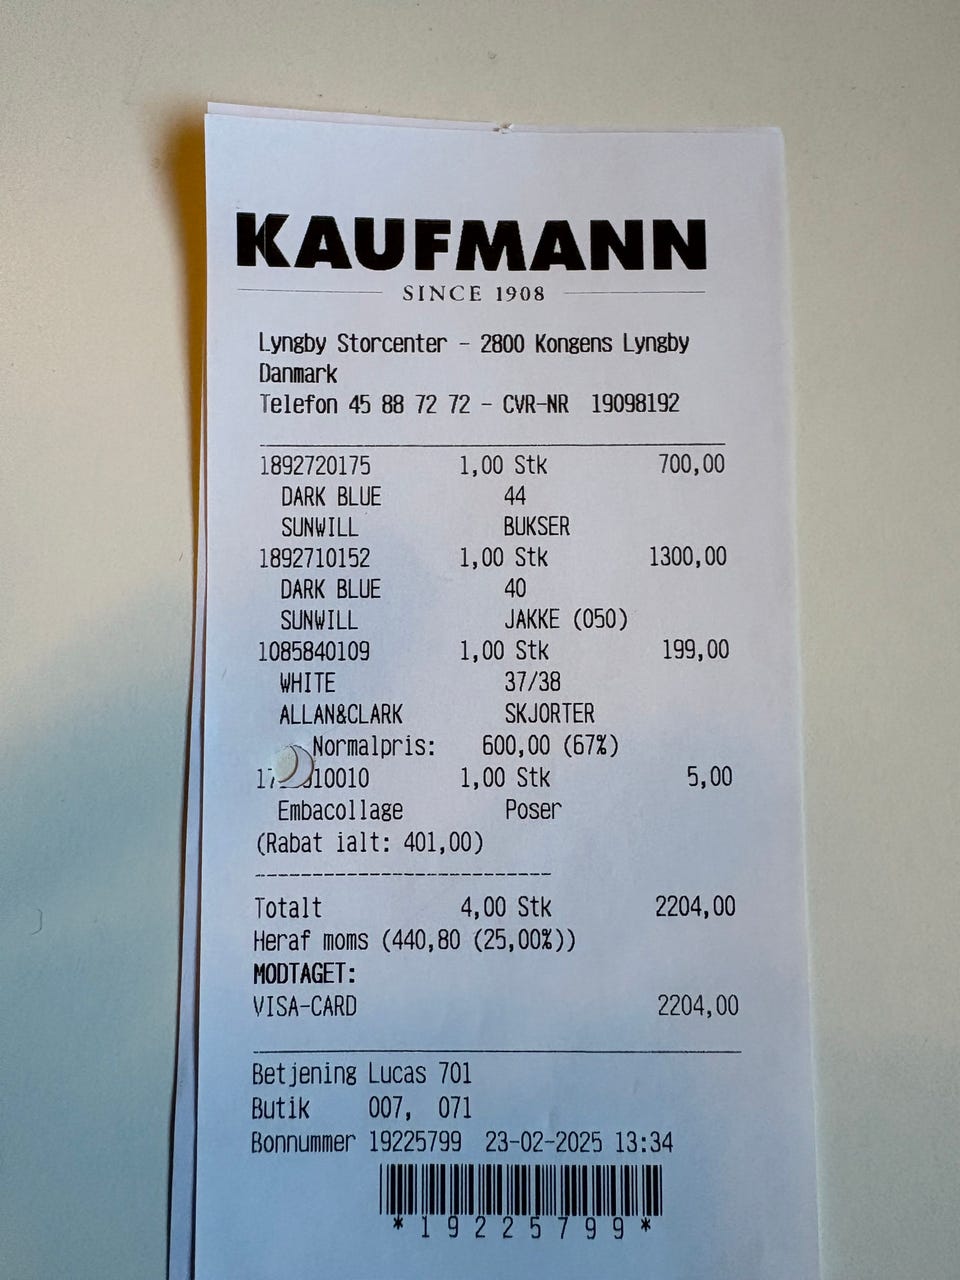 KAUFMANN
SINCE 1908
Lyngby Storcenter - 2800 Kongens Lyngby
Danmark
Telefon 45 88 72 72 - CVR-NR 19098192
1892720175 1,00 Stk 700,00
DARK BLUE 44
SUNWILL BUKSER
1892710152 1,00 Stk 1300,00
DARK BLUE 40
SUNWILL JAKKE (050)
1085840109 1,00 Stk 199,00
WHITE 37/38
ALLAN&CLARK SKJORTER
Normalpris: 600,00 (67%)
1,00 Stk 5,00
Embacollage Poser
(Rabat ialt: 401,00)
Totalt 4,00 Stk 2204,00
Heraf moms (440,80 (25,00%))
MODTAGET:
VISA-CARD 2204,00
Betjening Lucas 701
Butik 007, 071
Bonnummer 19225799 23-02-2025 13:34
*19225799*